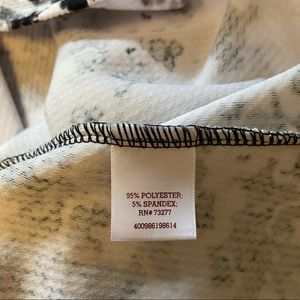 95% POLYESTER;
5% SPANDEX;
RN# 73277
400986198614